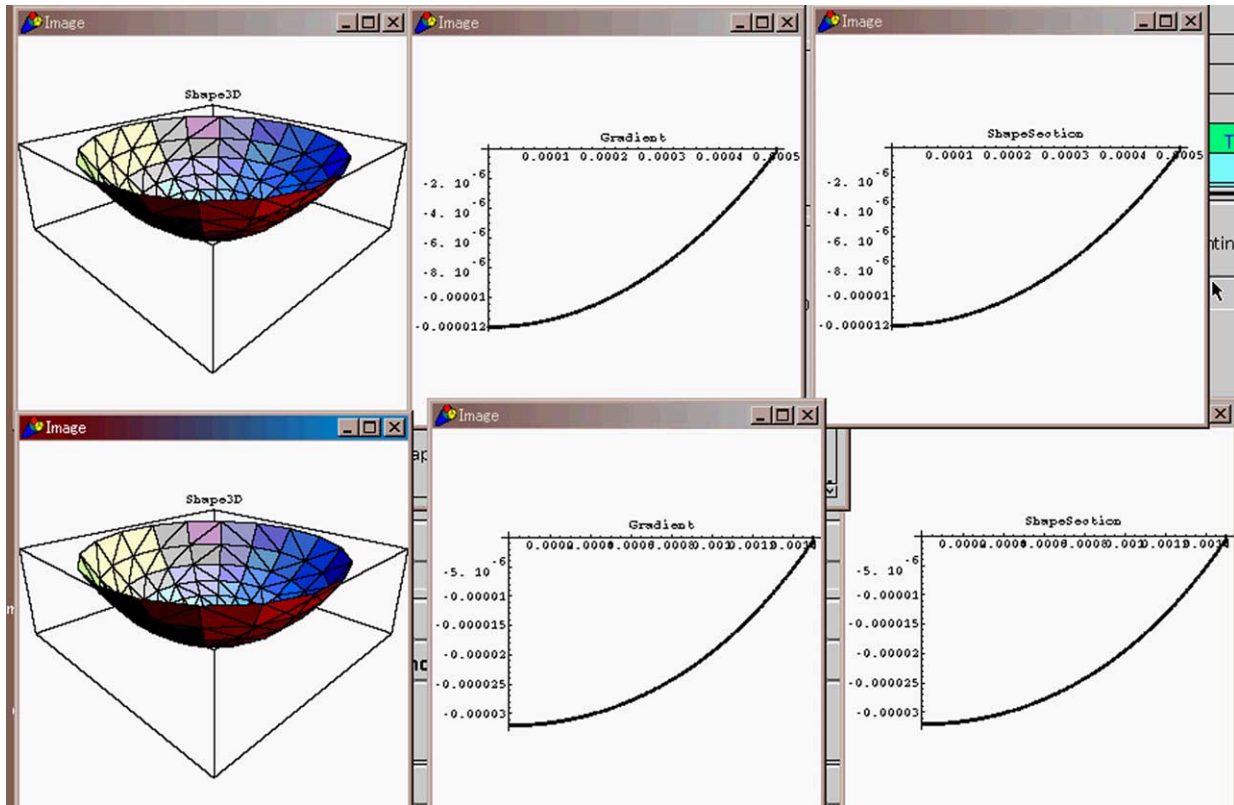 Image
Image
Image
Shape3D
Gradient
0.0001 0.0002 0.0003 0.0004
-2. 10 -6
-4. 10 -6
-6. 10 -6
-8. 10 -6
-0.00001
-0.000012
ShapeSection
0.0001 0.0002 0.0003 0.0004
-2. 10 -6
-4. 10 -6
-6. 10 -6
-8. 10 -6
-0.00001
-0.000012
T
ntin
Image
Image
ap
Shape3D
Gradient
-5. 10 -6
-0.00001
-0.000015
-0.00002
-0.000025
-0.00003
ShapeSection
-5. 10 -6
-0.00001
-0.000015
-0.00002
-0.000025
-0.00003